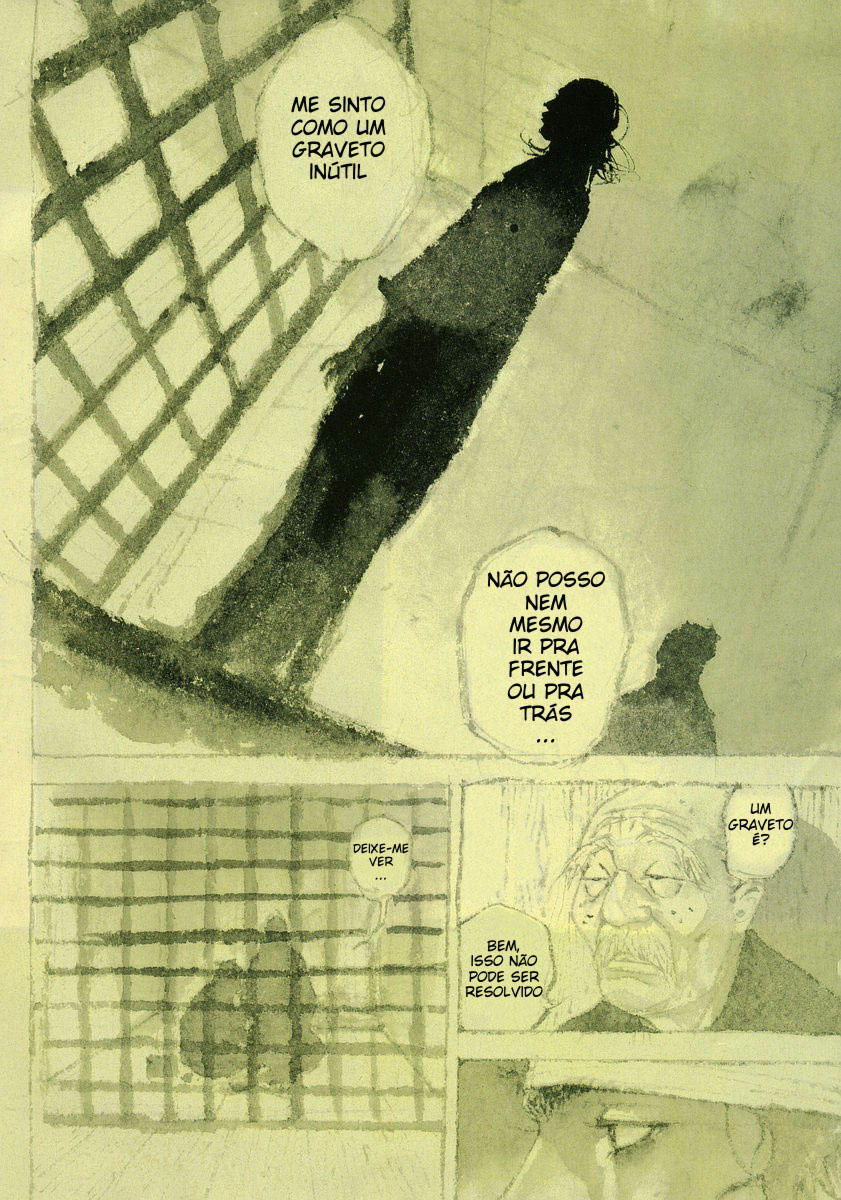 ME SINTO
COMO UM
GRAVETO
INÚTIL
NÃO POSSO
NEM
MESMO
IR PRA
FRENTE
OU PRA
TRÁS
...
UM
GRAVETO
É?
BEM,
ISSO NÃO
PODE SER
RESOLVIDO
DEIXE-ME
VER
...